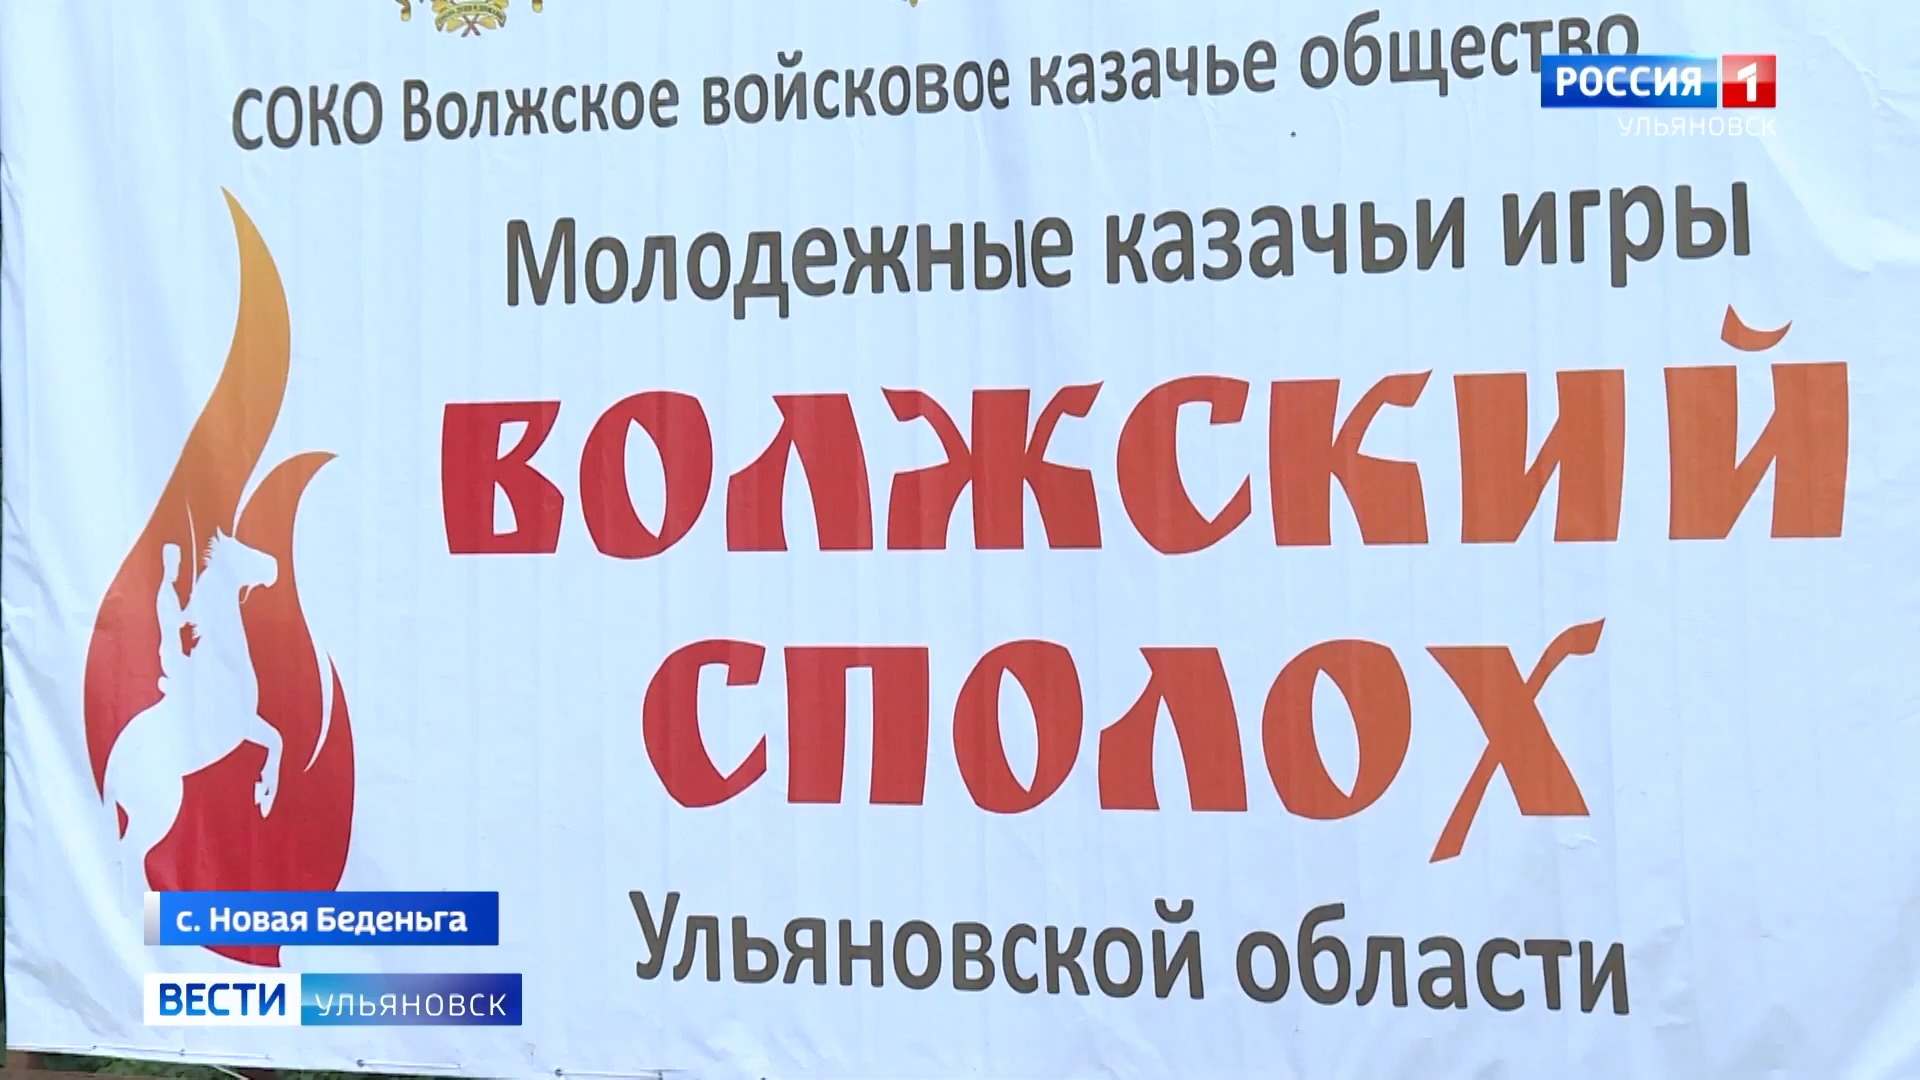 СОКО Волжское войсковое казачье общество
РОССИЯ 1
УЛЬЯНОВСК
Молодежные казачьи игры
ВОЛЖСКИЙ
СПОЛОХ
Ульяновской области
с. Новая Беденьга
ВЕСТИ УЛЬЯНОВСК